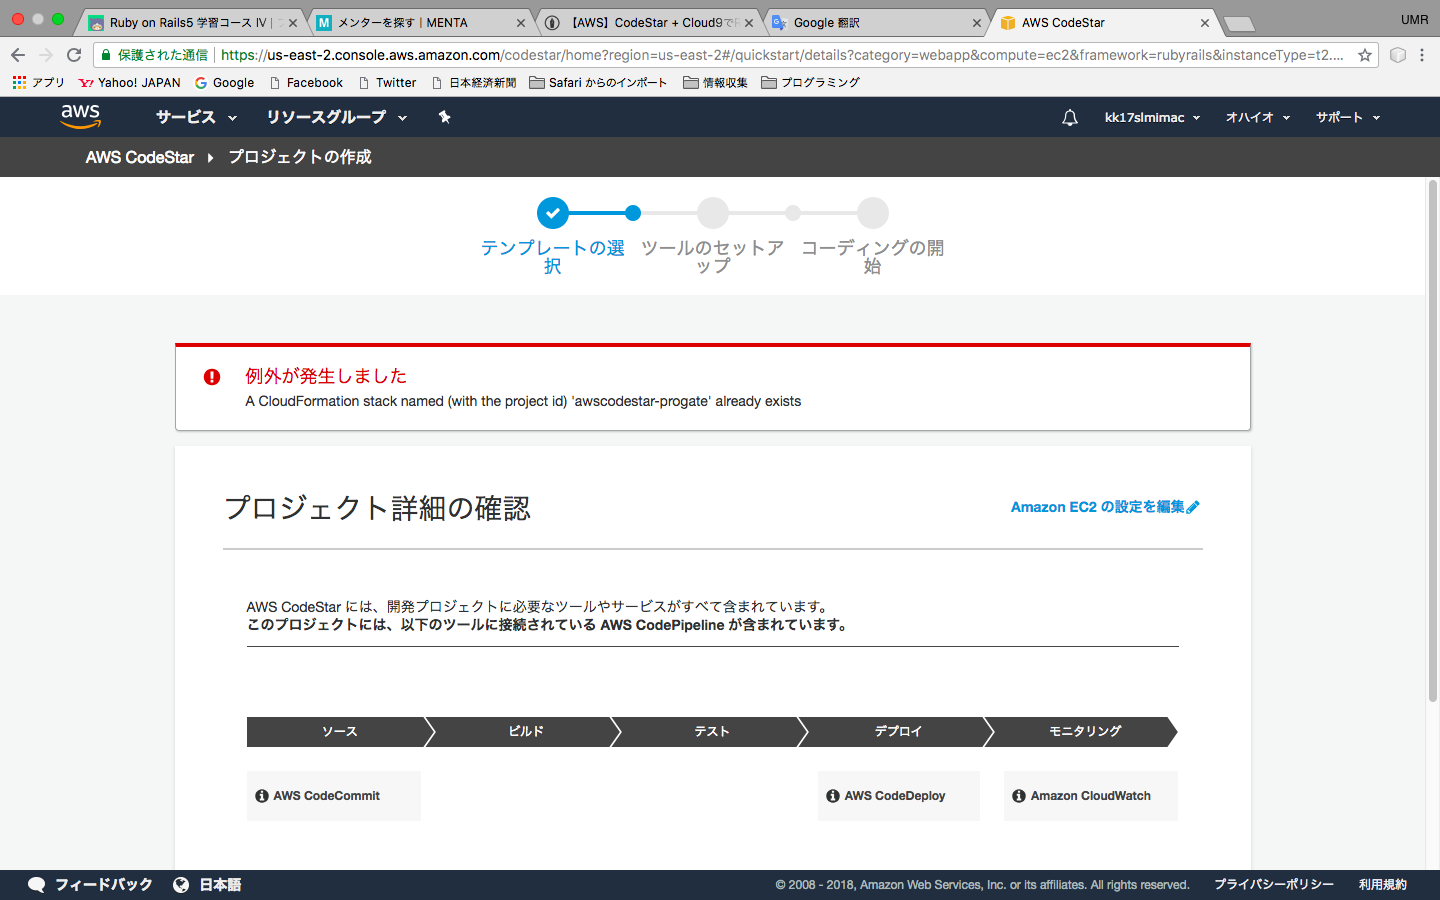 Ruby on Rails5 学習コース Ⅳ |
メンターを探す | MENTA
【AWS】CodeStar + Cloud9で
Google 翻訳
AWS CodeStar
UMR
保護された通信
https://us-east-2.console.aws.amazon.com/codestar/home?region=us-east-2#/quickstart/details?category=webapp&compute=ec2&framework=rubyrails&instanceType=t2....
アプリ
Yahoo! JAPAN
Google
Facebook
Twitter
日本経済新聞
Safari からのインポート
情報収集
プログラミング
aws
サービス
リソースグループ
kk17slmimac
オハイオ
サポート
AWS CodeStar
プロジェクトの作成
テンプレートの選
択
ツールのセットア
ップ
コーディングの開
始
例外が発生しました
A CloudFormation stack named (with the project id) 'awscodestar-progate' already exists
プロジェクト詳細の確認
Amazon EC2 の設定を編集
AWS CodeStar には、開発プロジェクトに必要なツールやサービスがすべて含まれています。
このプロジェクトには、以下のツールに接続されている AWS CodePipeline が含まれています。
ソース
ビルド
テスト
デプロイ
モニタリング
AWS CodeCommit
AWS CodeDeploy
Amazon CloudWatch
フィードバック
日本語
© 2008 - 2018, Amazon Web Services, Inc. or its affiliates. All rights reserved.
プライバシーポリシー
利用規約